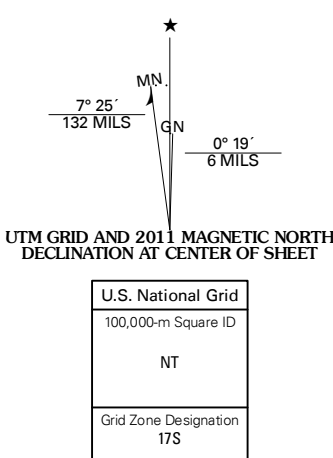 ★
MN.
7° 25´
132 MILS
GN
0° 19´
6 MILS
UTM GRID AND 2011 MAGNETIC NORTH
DECLINATION AT CENTER OF SHEET
U.S. National Grid
100,000-m Square ID
NT
Grid Zone Designation
17S